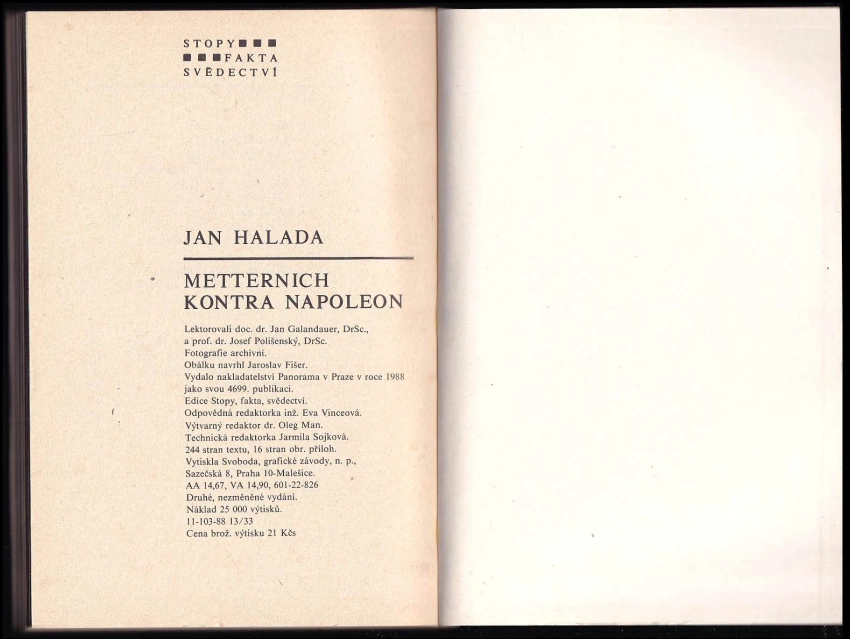 STOPY
FAKTA
SVĚDECTVÍ
JAN HALADA
METTERNICH
KONTRA NAPOLEON
Lektorovali doc. dr. Jan Galandauer, DrSc.,
a prof. dr. Josef Polišenský, DrSc.
Fotografie archivní.
Obálku navrhl Jaroslav Fišer.
Vydalo nakladatelství Panorama v Praze v roce 1988
jako svou 4699. publikaci.
Edice Stopy, fakta, svědectví.
Odpovědná redaktorka inž. Eva Vinceová.
Výtvarný redaktor dr. Oleg Man.
Technická redaktorka Jarmila Sojková.
244 stran textu, 16 stran obr. příloh.
Vytiskla Svoboda, grafické závody, n. p.,
Sazečská 8, Praha 10-Malešice.
AA 14,67, VA 14,90, 601-22-826
Druhé, nezměněné vydání.
Náklad 25 000 výtisků.
11-103-88 13/33
Cena brož. výtisku 21 Kčs